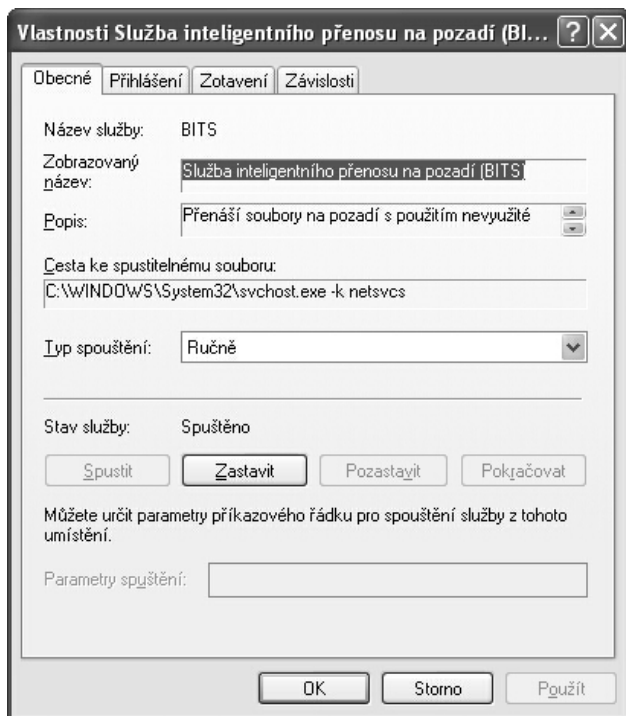 Vlastnosti Služba inteligentního přenosu na pozadí (BI...
Obecné Přihlášení Zotavení Závislosti
Název služby: BITS
Zobrazovaný
název:
Služba inteligentního přenosu na pozadí (BITS)
Popis: Přenáší soubory na pozadí s použitím nevyužité
Cesta ke spustitelnému souboru:
C:\WINDOWS\System32\svchost.exe -k netsvcs
Typ spouštění: Ručně
Stav služby: Spuštěno
Spustit Zastavit Pozastavit Pokračovat
Můžete určit parametry příkazového řádku pro spouštění služby z tohoto
umístění.
Parametry spuštění:
OK Storno Použít